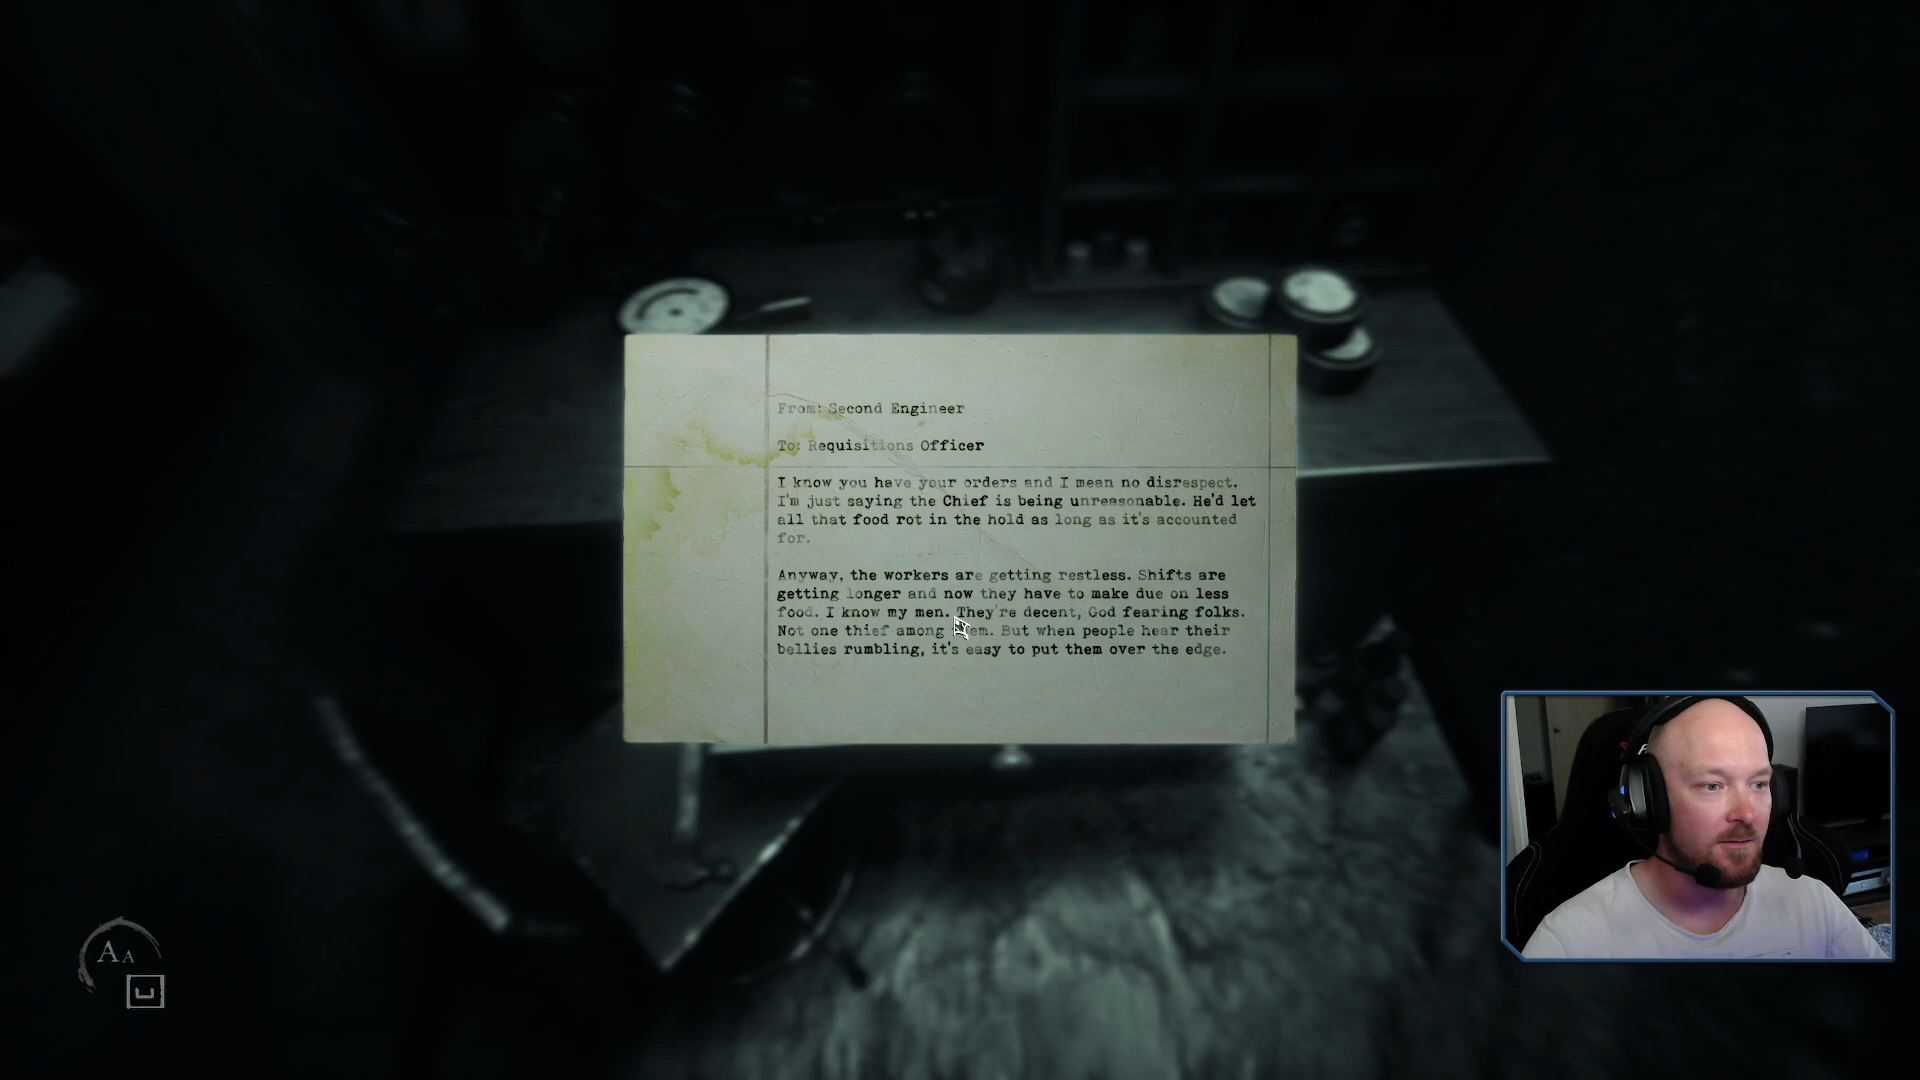 From: Second Engineer
To: Requisitions Officer
I know you have your orders and I mean no disrespect.
I'm just saying the Chief is being unreasonable. He'd let
all that food rot in the hold as long as it's accounted
for.
Anyway, the workers are getting restless. Shifts are
getting longer and now they have to make due on less
food. I know my men. They're decent, God fearing folks.
Not one thief among them. But when people hear their
bellies rumbling, it's easy to put them over the edge.
AA